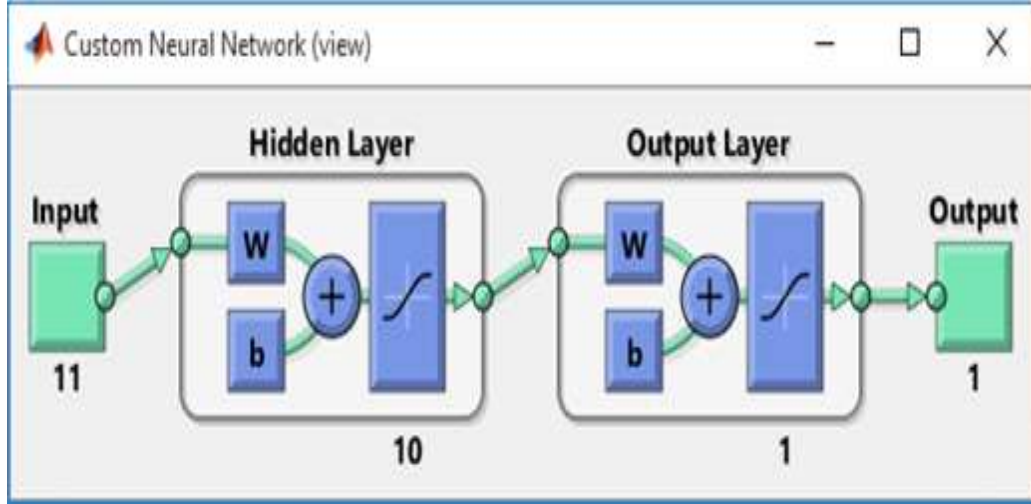 Custom Neural Network (view)
Hidden Layer
Output Layer
Input
Output
W
W
+
+
b
b
11
1
10
1